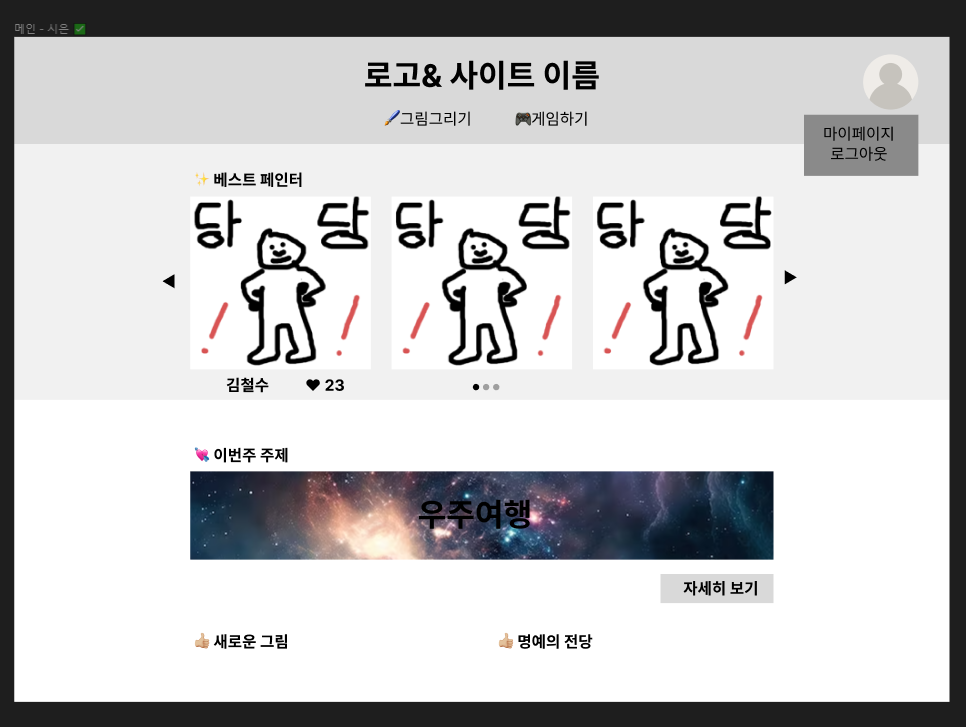 메인 - 시은 ✅
로고& 사이트 이름
🖌️그림그리기 🎮게임하기
마이페이지
로그아웃
✨ 베스트 페인터
당 당
당 당
당 당
김철수 ♥ 23
💘 이번주 주제
우주여행
자세히 보기
👍🏼 새로운 그림 👍🏼 명예의 전당